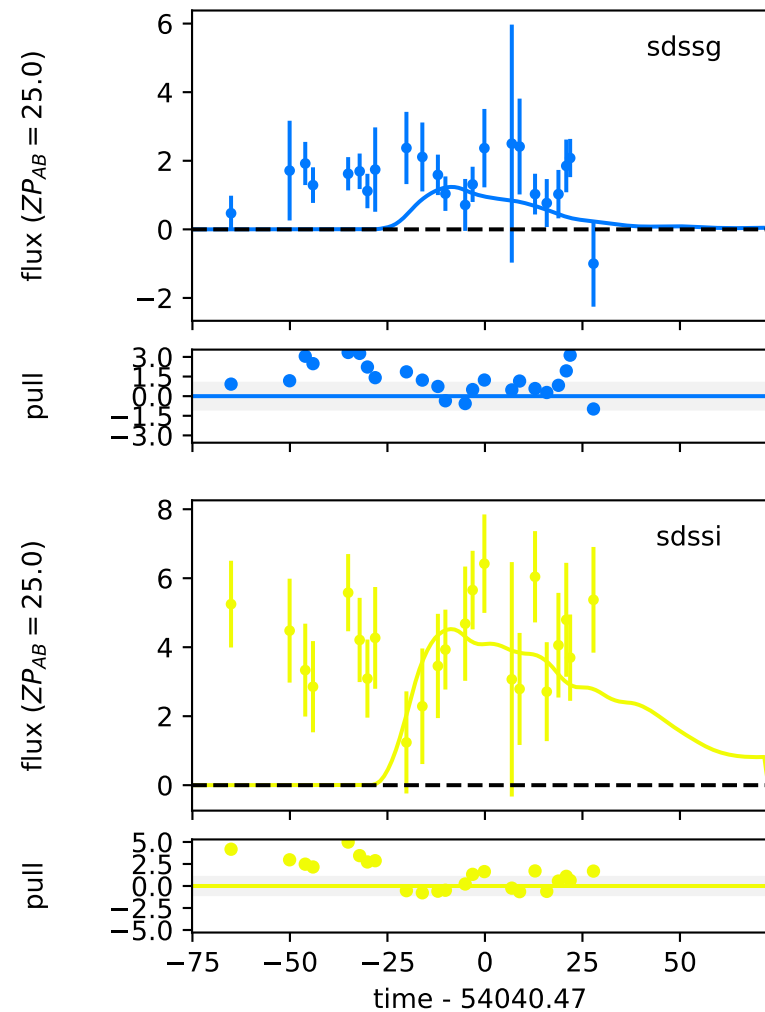 6
4
2
0
−2
flux (ZP_AB = 25.0)
sdssg
3.0
1.5
0.0
−1.5
−3.0
pull
8
6
4
2
0
flux (ZP_AB = 25.0)
sdssi
5.0
2.5
0.0
−2.5
−5.0
pull
−75 −50 −25 0 25 50
time - 54040.47